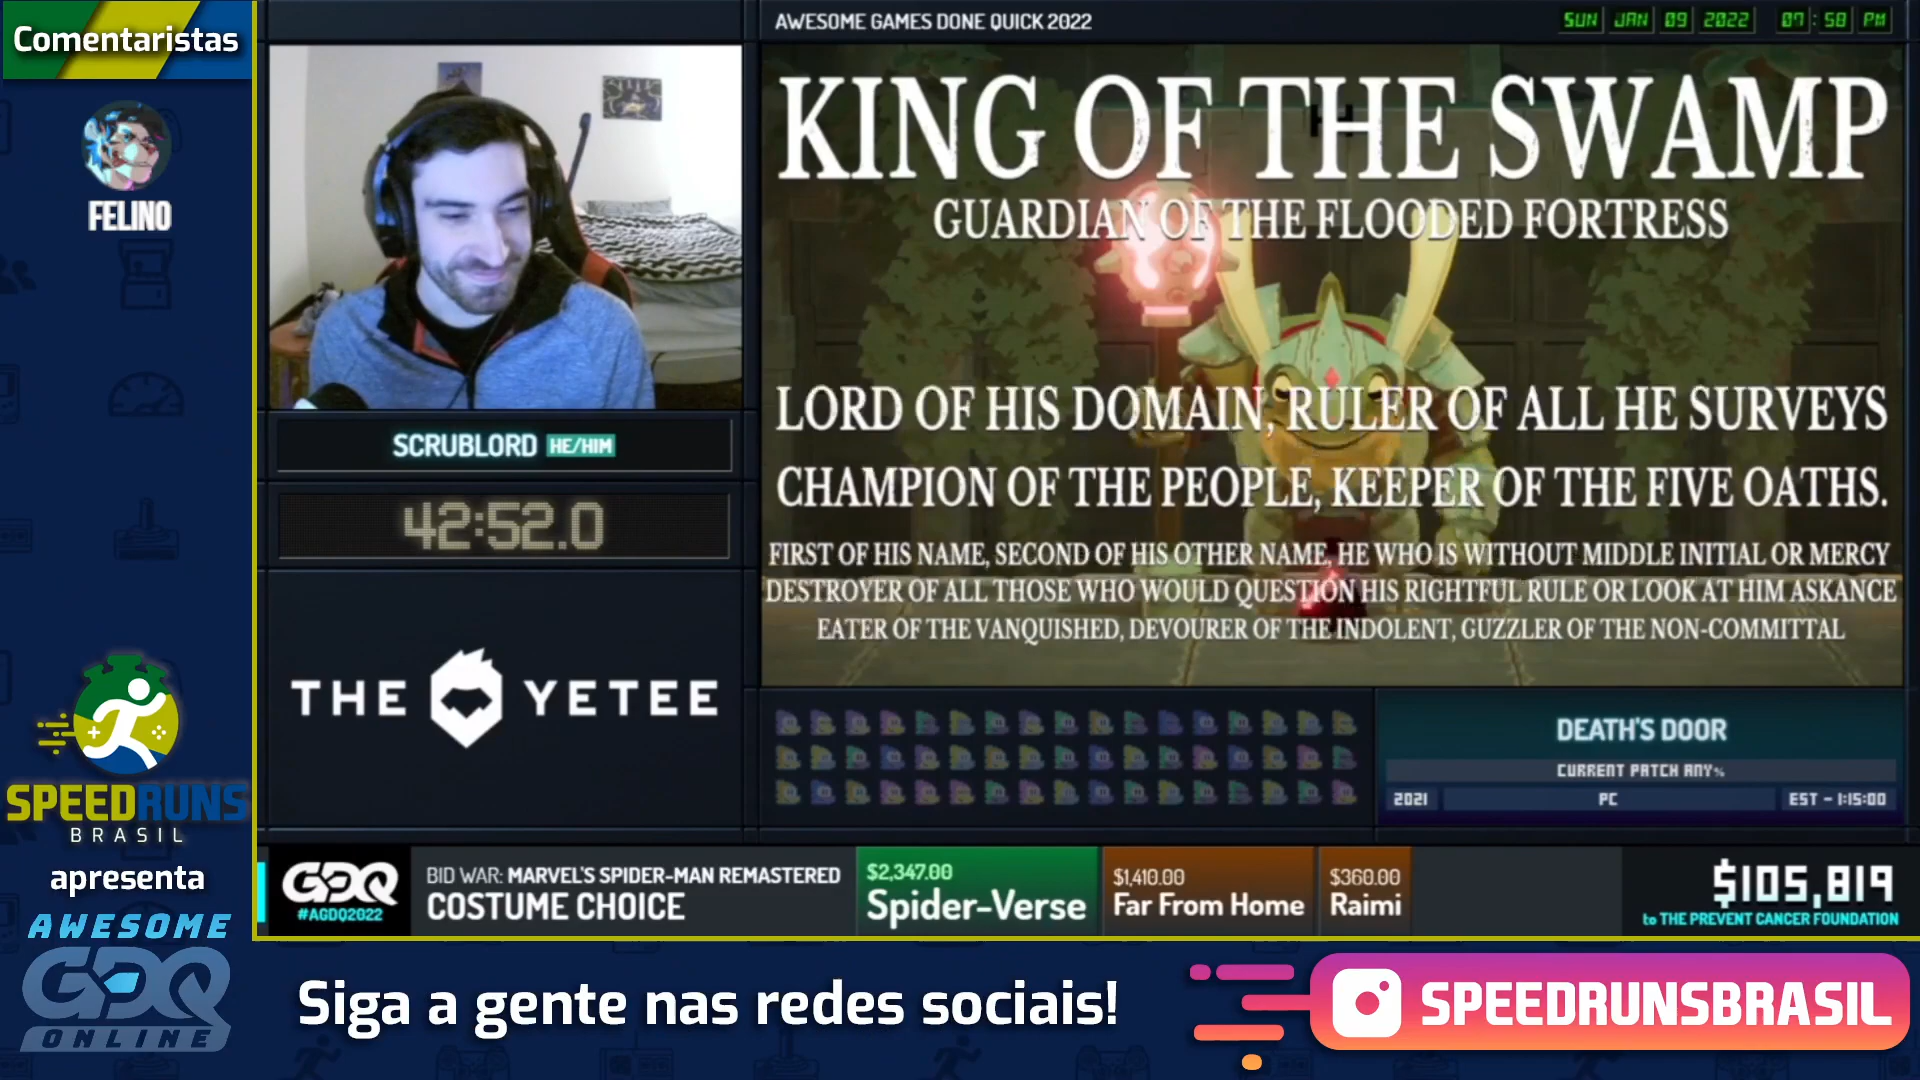 Comentaristas
FELINO
SPEEDRUNS
BRASIL
apresenta
AWESOME
GDQ
ONLINE
AWESOME GAMES DONE QUICK 2022
SUN JAN 09 2022 07:58 PM
SCRUBLORD HE/HIM
42:52.0
THE YETEE
KING OF THE SWAMP
GUARDIAN OF THE FLOODED FORTRESS
LORD OF HIS DOMAIN, RULER OF ALL HE SURVEYS
CHAMPION OF THE PEOPLE, KEEPER OF THE FIVE OATHS.
FIRST OF HIS NAME, SECOND OF HIS OTHER NAME, HE WHO IS WITHOUT MIDDLE INITIAL OR MERCY
DESTROYER OF ALL THOSE WHO WOULD QUESTION HIS RIGHTFUL RULE OR LOOK AT HIM ASKANCE
EATER OF THE VANQUISHED, DEVOURER OF THE INDOLENT, GUZZLER OF THE NON-COMMITTAL
DEATH'S DOOR
CURRENT PATCH ANY%
2021 PC EST - 1:15:00
GDQ
#AGDQ2022
BID WAR: MARVEL'S SPIDER-MAN REMASTERED
COSTUME CHOICE
$2,347.00
Spider-Verse
$1,410.00
Far From Home
$360.00
Raimi
$105,819
to THE PREVENT CANCER FOUNDATION
Siga a gente nas redes sociais!
SPEEDRUNSBRASIL